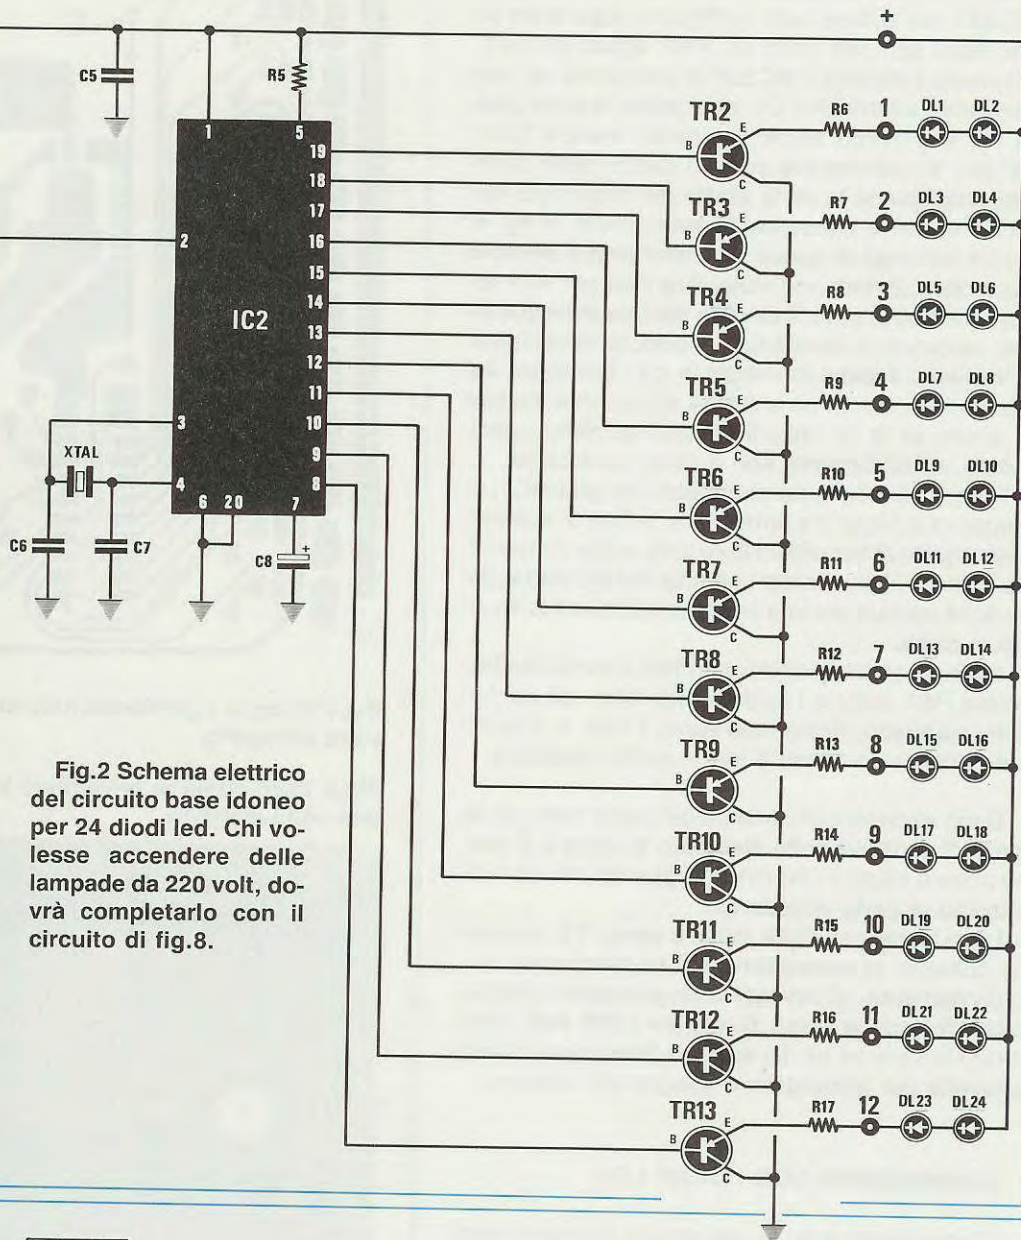 +
C5
R5
1
5
TR2
E
B
C
R6
1
DL1
DL2
19
18
17
16
15
14
13
12
11
10
9
8
2
3
4
6
20
7
IC2
TR3
E
B
C
R7
2
DL3
DL4
TR4
E
B
C
R8
3
DL5
DL6
TR5
E
B
C
R9
4
DL7
DL8
XTAL
C6
C7
C8
+
TR6
E
B
C
R10
5
DL9
DL10
TR7
E
B
C
R11
6
DL11
DL12
TR8
E
B
C
R12
7
DL13
DL14
TR9
E
B
C
R13
8
DL15
DL16
TR10
E
B
C
R14
9
DL17
DL18
TR11
E
B
C
R15
10
DL19
DL20
TR12
E
B
C
R16
11
DL21
DL22
TR13
E
B
C
R17
12
DL23
DL24
Fig.2 Schema elettrico
del circuito base idoneo
per 24 diodi led. Chi vo-
lesse accendere delle
lampade da 220 volt, do-
vrà completarlo con il
circuito di fig.8.